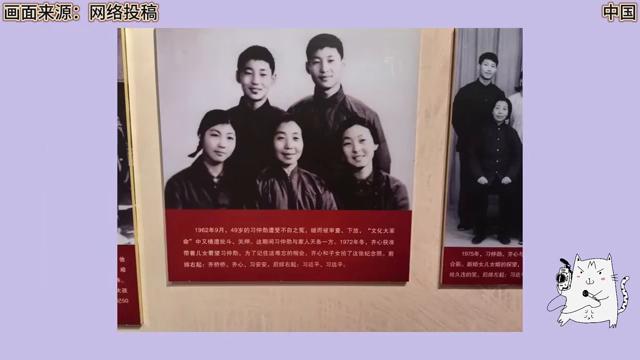 画面来源：网络投稿
中国
1962年9月，49岁的习仲勋遭受不白之冤，继而被审查、下放，“文化大革
命”中又横遭批斗、关押。这期间习仲勋与家人天各一方。1972年冬，齐心获准
带着儿女看望习仲勋。为了记住这难忘的相会，齐心和子女拍了这张纪念照。前
排右起：齐桥桥、齐心、习安安，后排右起：习近平、习远平。
1975年，习仲勋、齐心与